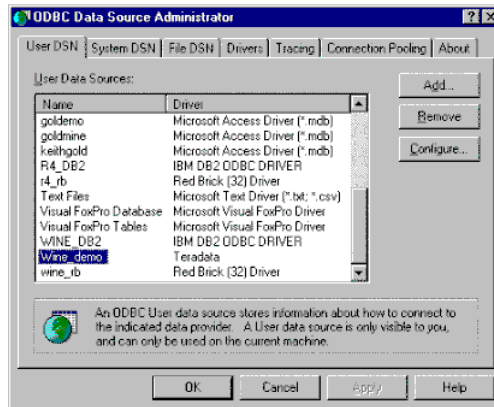 ODBC Data Source Administrator
User DSN System DSN File DSN Drivers Tracing Connection Pooling About
User Data Sources:
Name Driver
goldemo Microsoft Access Driver (*.mdb)
goldmine Microsoft Access Driver (*.mdb)
keithgold Microsoft Access Driver (*.mdb)
R4_DB2 IBM DB2 ODBC DRIVER
r4_rb Red Brick (32) Driver
Text Files Microsoft Text Driver (*.txt; *.csv)
Visual FoxPro Database Microsoft Visual FoxPro Driver
Visual FoxPro Tables Microsoft Visual FoxPro Driver
WINE_DB2 IBM DB2 ODBC DRIVER
Wine_demo Teradata
wine_rb Red Brick (32) Driver
Add...
Remove
Configure...
An ODBC User data source stores information about how to connect to
the indicated data provider. A User data source is only visible to you,
and can only be used on the current machine.
OK Cancel Apply Help